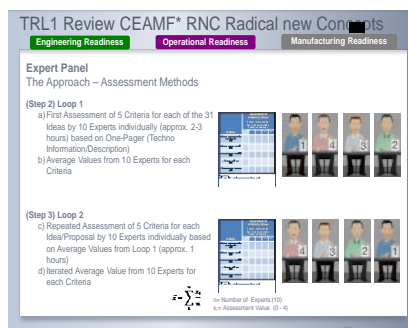 TRL1 Review CEAMF* RNC Radical new Concepts
Engineering Readiness
Operational Readiness
Manufacturing Readiness
Expert Panel
The Approach – Assessment Methods
(Step 2) Loop 1
a) First Assessment of 5 Criteria for each of the 31
Ideas by 10 Experts individually (approx. 2-3
hours) based on One-Pager (Techno
Information/Description)
b) Average Values from 10 Experts for each
Criteria
1
4
3
2
(Step 3) Loop 2
c) Repeated Assessment of 5 Criteria for each
Idea/Proposal by 10 Experts individually based
on Average Values from Loop 1 (approx. 1
hours)
d) Iterated Average Value from 10 Experts for
each Criteria
4
3
2
1
n= Number of Experts (10)
xᵢ= Assessment Value (0 - 4)